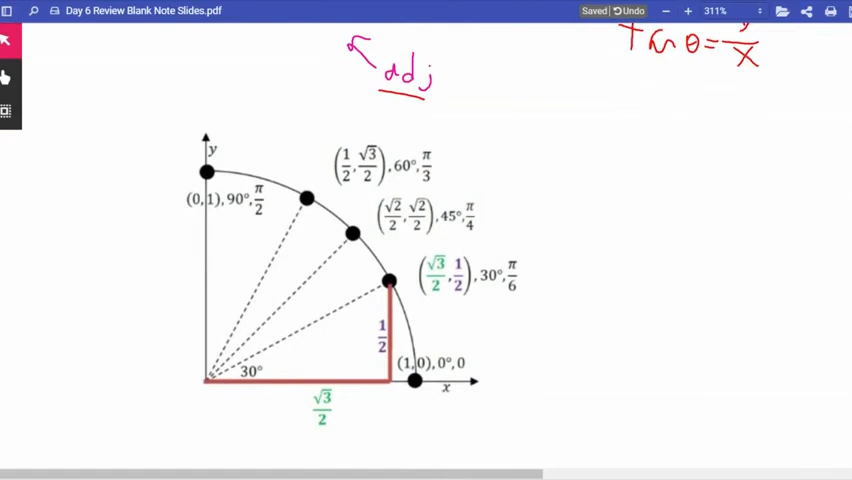 Day 6 Review Blank Note Slides.pdf
Saved Undo
311%
Tan θ = y/x
adj
y
(1/2, √3/2), 60°, π/3
(0,1), 90°, π/2
(√2/2, √2/2), 45°, π/4
(√3/2, 1/2), 30°, π/6
1/2
30°
(1,0), 0°, 0
x
√3/2